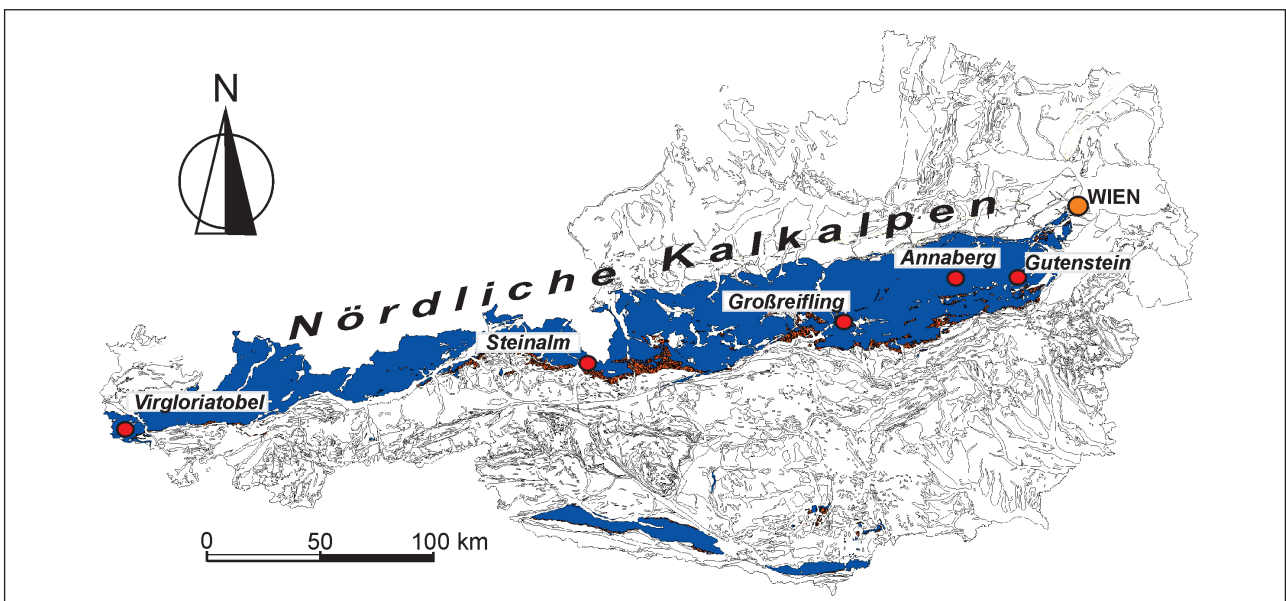 N
WIEN
Nördliche Kalkalpen
Annaberg
Gutenstein
Großreifling
Steinalm
Virgloriatobel
0 50 100 km